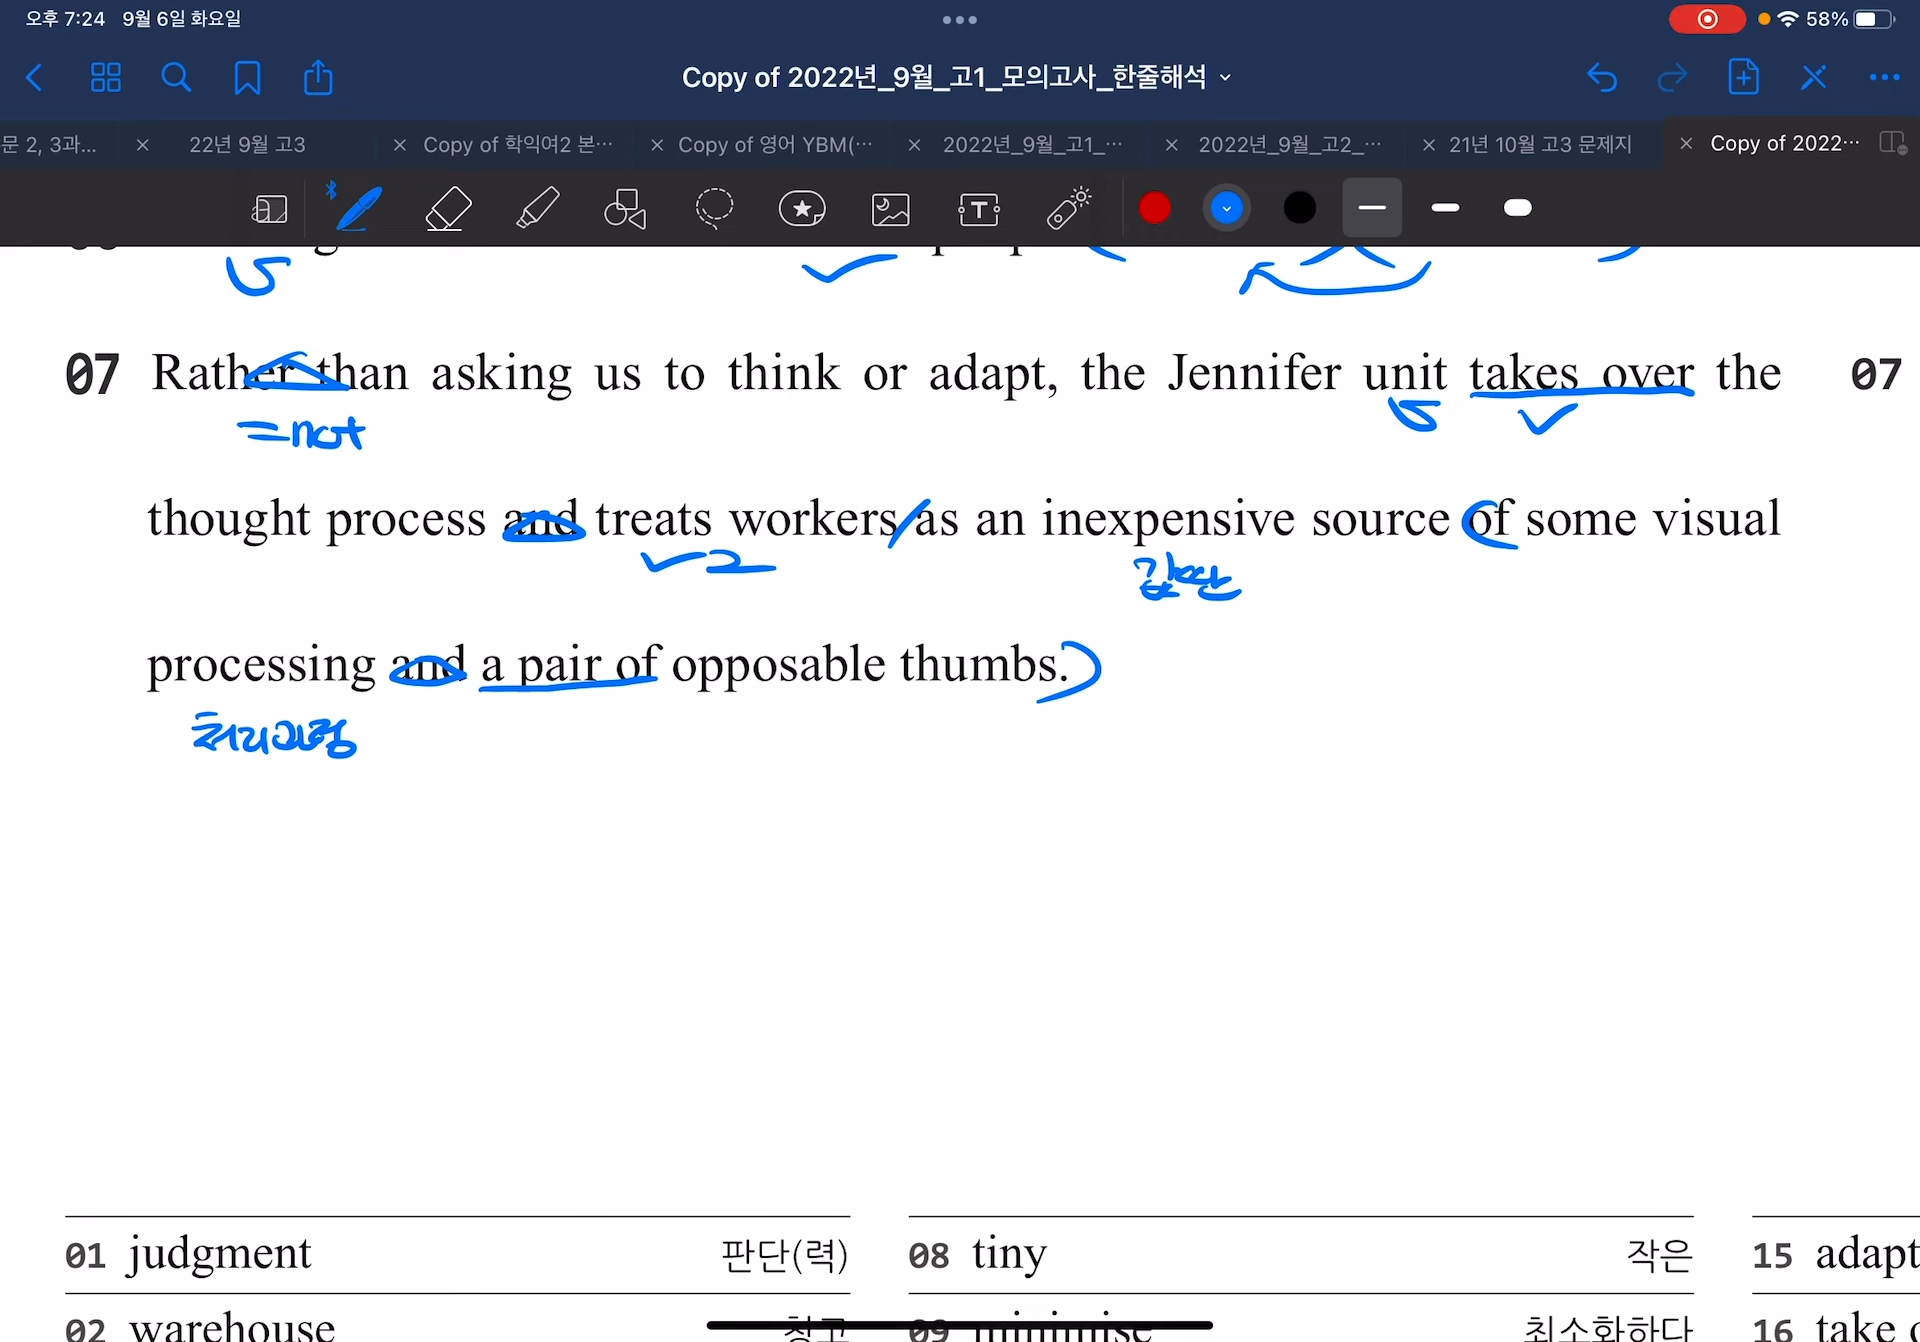 오후 7:24 9월 6일 화요일 58%
Copy of 2022년_9월_고1_모의고사_한줄해석
문 2, 3과... 22년 9월 고3 Copy of 학익여2 본... Copy of 영어 YBM(... 2022년_9월_고1_... 2022년_9월_고2_... 21년 10월 고3 문제지 Copy of 2022...
07 Rather than asking us to think or adapt, the Jennifer unit takes over the 07
=not
thought process and treats workers/as an inexpensive source of some visual
2 값싼
processing and a pair of opposable thumbs.)
처리과정
01 judgment 판단(력) 08 tiny 작은 15 adapt
02 warehouse 창고 09 minimise 최소화하다 16 take